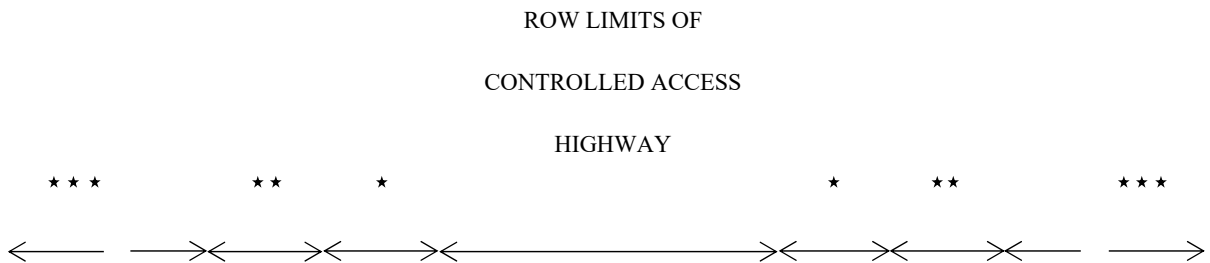 ROW LIMITS OF
CONTROLLED ACCESS
HIGHWAY
★ ★ ★ ★★ ★ ★ ★★ ★ ★ ★